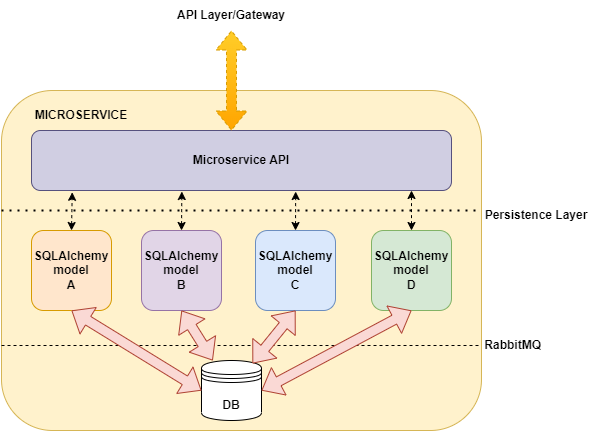 API Layer/Gateway
MICROSERVICE
Microservice API
Persistence Layer
SQLAlchemy
model
A
SQLAlchemy
model
B
SQLAlchemy
model
C
SQLAlchemy
model
D
RabbitMQ
DB